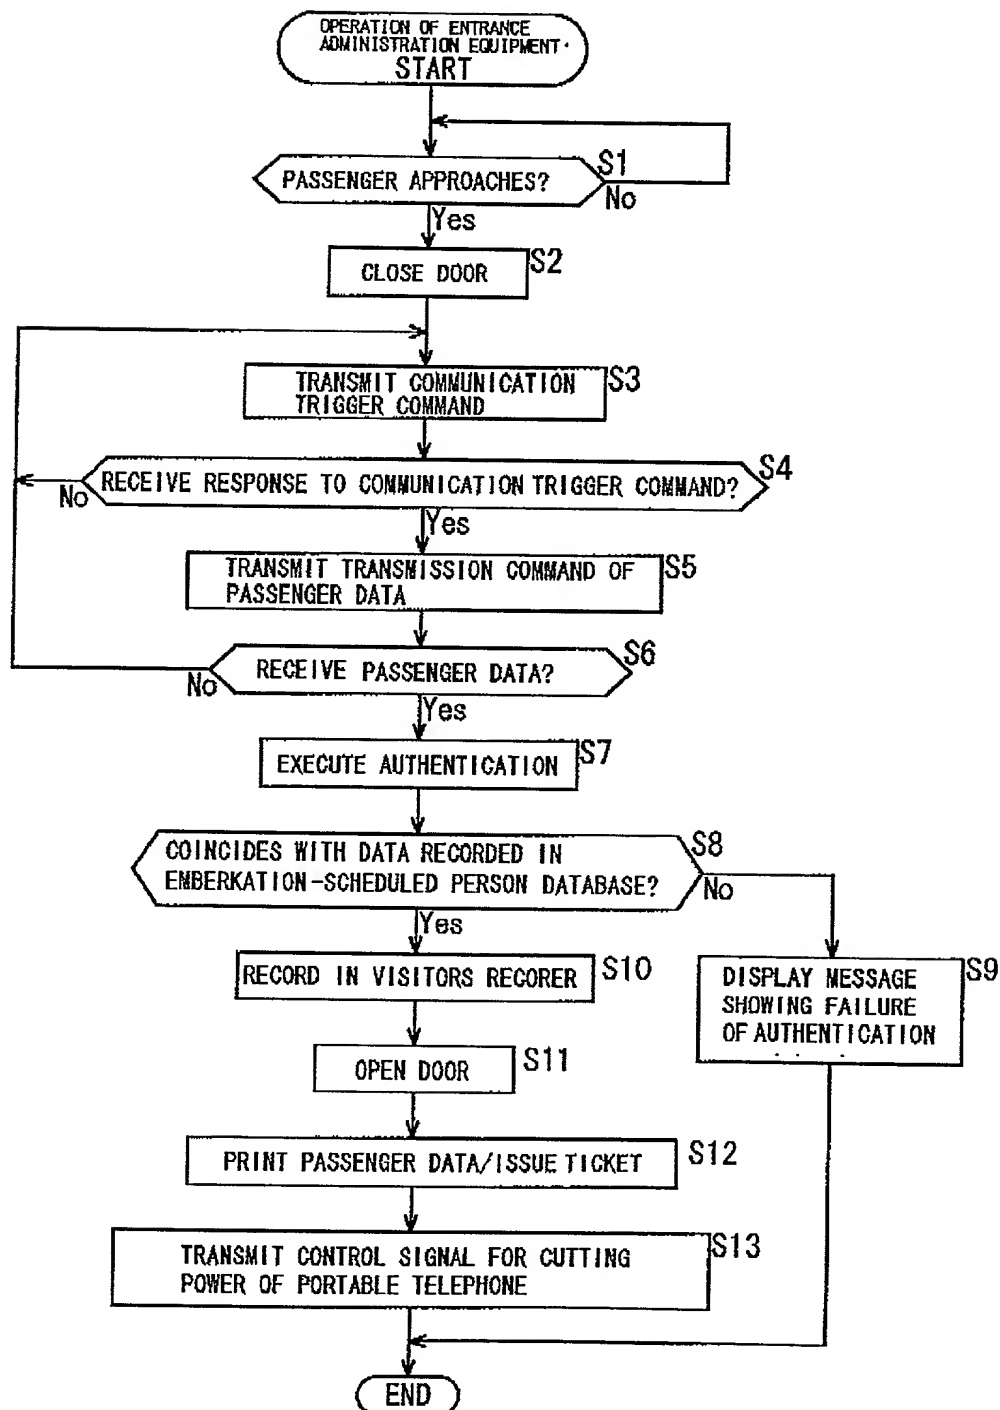 OPERATION OF ENTRANCE
ADMINISTRATION EQUIPMENT
START
S1
PASSENGER APPROACHES?
No
Yes
S2
CLOSE DOOR
S3
TRANSMIT COMMUNICATION
TRIGGER COMMAND
S4
RECEIVE RESPONSE TO COMMUNICATION TRIGGER COMMAND?
No
Yes
S5
TRANSMIT TRANSMISSION COMMAND OF
PASSENGER DATA
S6
RECEIVE PASSENGER DATA?
No
Yes
S7
EXECUTE AUTHENTICATION
S8
COINCIDES WITH DATA RECORDED IN
EMBERKATION-SCHEDULED PERSON DATABASE?
No
Yes
S10
RECORD IN VISITORS RECORER
S9
DISPLAY MESSAGE
SHOWING FAILURE
OF AUTHENTICATION
S11
OPEN DOOR
S12
PRINT PASSENGER DATA/ISSUE TICKET
S13
TRANSMIT CONTROL SIGNAL FOR CUTTING
POWER OF PORTABLE TELEPHONE
END